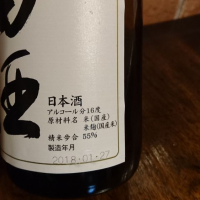 日本酒
アルコール分16度
原材料名 米(国産)
米麹(国産米)
精米歩合 55%
製造年月
2018.01.27